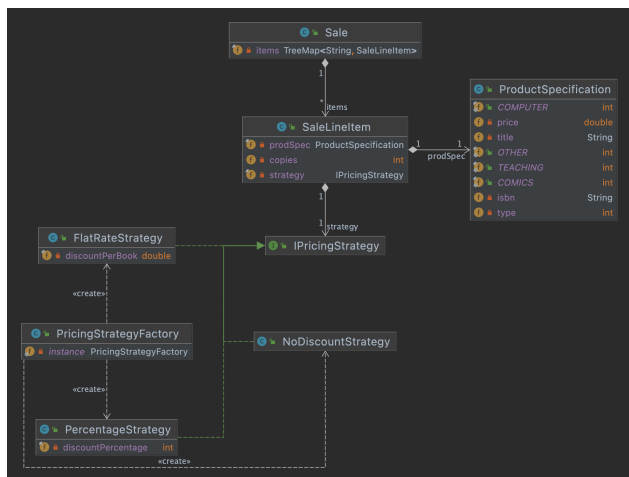 Sale
items TreeMap<String, SaleLineItem>
1
*
items
SaleLineItem
prodSpec ProductSpecification
copies int
strategy IPricingStrategy
1
1
prodSpec
ProductSpecification
COMPUTER int
price double
title String
OTHER int
TEACHING int
COMICS int
isbn String
type int
1
1
strategy
IPricingStrategy
FlatRateStrategy
discountPerBook double
«create»
PricingStrategyFactory
instance PricingStrategyFactory
NoDiscountStrategy
«create»
PercentageStrategy
discountPercentage int
«create»